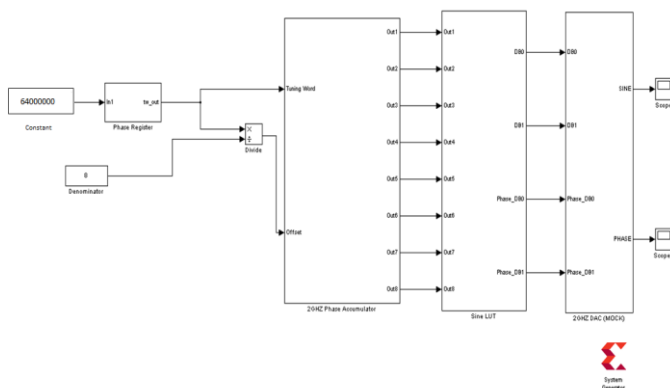 64000000
Constant
In1
tw_out
Phase Register
8
Denominator
×
÷
Divide
Tuning Word
Offset
Out1
Out2
Out3
Out4
Out5
Out6
Out7
Out8
2GHZ Phase Accumulator
Out1
Out2
Out3
Out4
Out5
Out6
Out7
Out8
DB0
DB1
Phase_DB0
Phase_DB1
Sine LUT
DB0
DB1
Phase_DB0
Phase_DB1
SINE
PHASE
2GHZ DAC (MOCK)
Scope
Scope
System
Generator